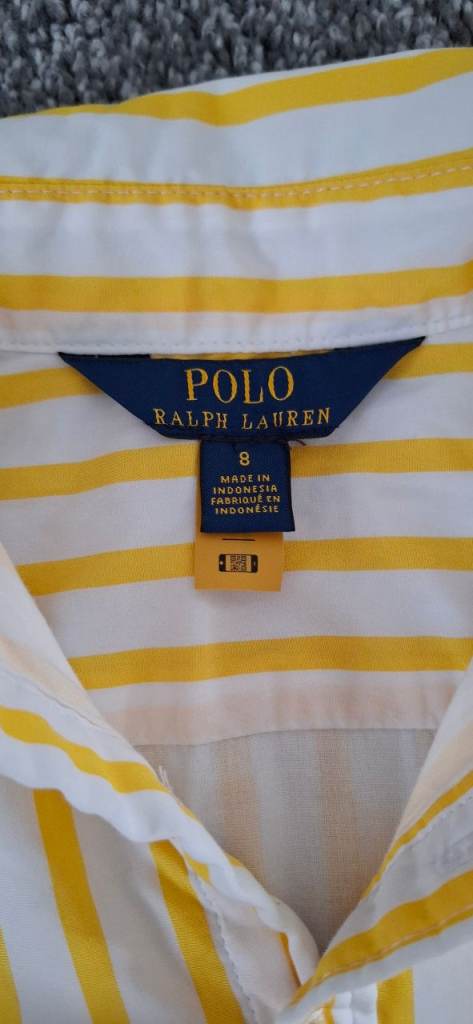 POLO
RALPH LAUREN
8
MADE IN
INDONESIA
FABRIQUÉ EN
INDONÉSIE